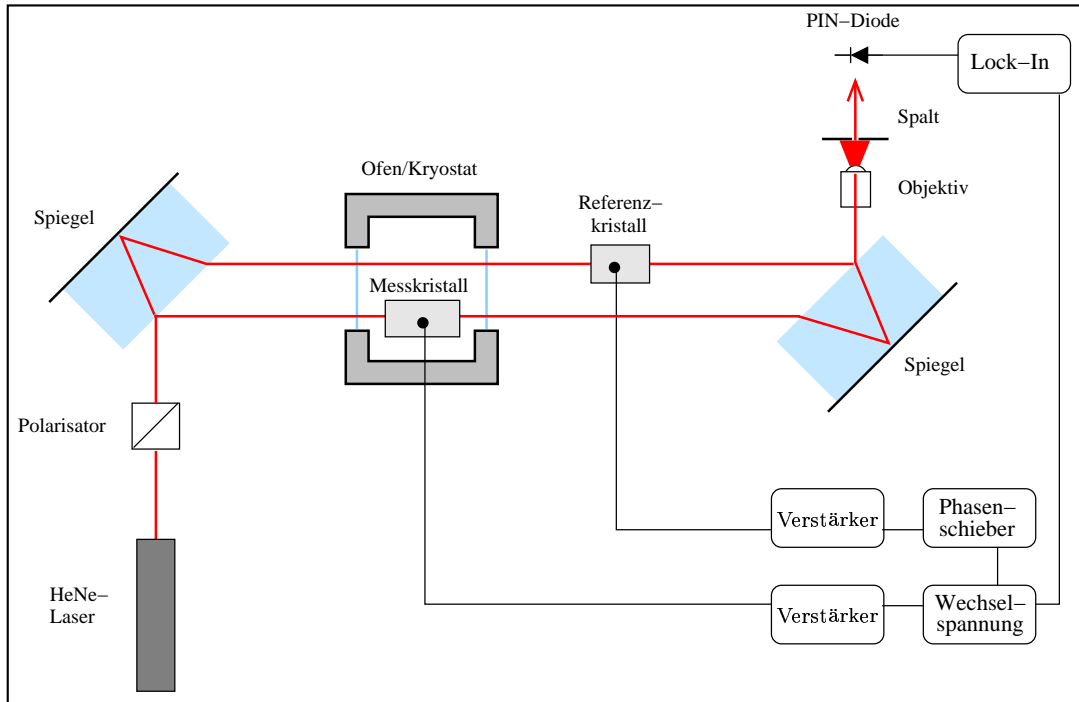 PIN−Diode
Lock−In
Spalt
Ofen/Kryostat
Objektiv
Referenz−
kristall
Spiegel
Messkristall
Spiegel
Polarisator
Verstärker
Phasen−
schieber
HeNe−
Laser
Verstärker
Wechsel−
spannung